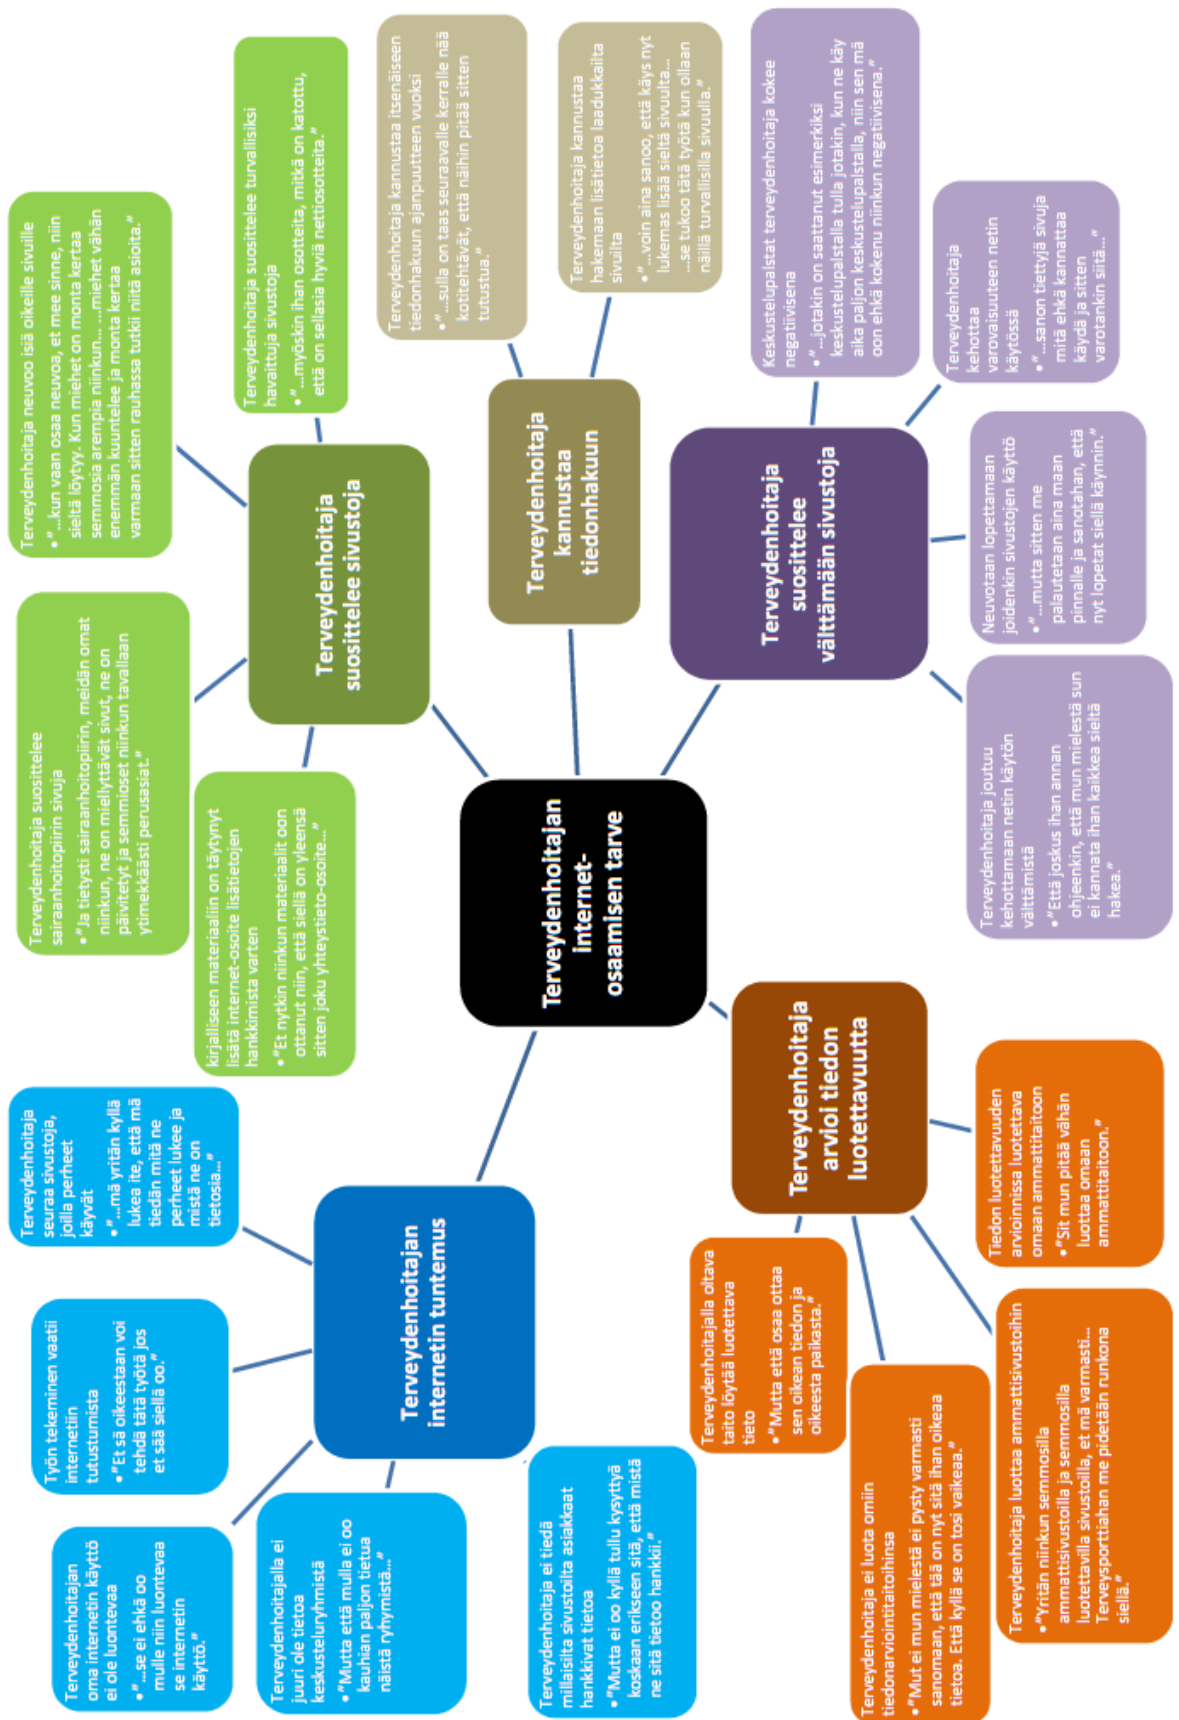 Terveydenhoitajan
internet-
osaamisen tarve
Terveydenhoitajan
internetin tuntemus
Terveydenhoitaja
seuraa sivustoja,
joilla perheet
käyvät
•"...mä yritän kyllä
lukea ite, että mä
tiedän mitä ne
perheet lukee ja
mistä ne on
tietosia..."
Työn tekeminen vaatii
internetiin
tutustumista
•"Et sä oikeestaan voi
tehdä tätä työtä jos
et sää siellä oo."
Terveydenhoitajan
oma internetin käyttö
ei ole luontevaa
•"...se ei ehkä oo
mulle niin luontevaa
se internetin
käyttö."
Terveydenhoitajalla ei
juuri ole tietoa
keskusteluryhmistä
•"Mutta että mulla ei oo
kauhian paljon tietua
näistä ryhmistä..."
Terveydenhoitaja ei tiedä
millaisilta sivustoilta asiakkaat
hankkivat tietoa
•"Mutta ei oo kyllä tullu kysyttyä
koskaan erikseen sitä, että mistä
ne sitä tietoo hankkii."
Terveydenhoitaja
suosittelee sivustoja
kirjalliseen materiaaliin on täytynyt
lisätä internet-osoite lisätietojen
hankkimista varten
•"Et nytkin niinkun materiaalit oon
ottanut niin, että siellä on yleensä
sitten joku yhteystieto-osoite..."
Terveydenhoitaja suosittelee
sairaanhoitopiirin sivuja
•"Ja tietysti sairaanhoitopiirin, meidän omat
niinkun, ne on miellyttävät sivut, ne on
päivitetyt ja semmioset niinkun tavallaan
ytimekkäästi perusasiat."
Terveydenhoitaja neuvoo isiä oikeille sivuille
•"...kun vaan osaa neuvoa, et mee sinne, niin
sieltä löytyy. Kun miehet on monta kertaa
semmosia arempia niinkun... ...miehet vähän
enemmän kuuntelee ja monta kertaa
varmaan sitten rauhassa tutkii niitä asioita."
Terveydenhoitaja suosittelee turvallisiksi
havaittuja sivustoja
•"...myöskin ihan osotteita, mitkä on katottu,
että on sellasia hyviä nettiosotteita."
Terveydenhoitaja
kannustaa
tiedonhakuun
Terveydenhoitaja kannustaa itsenäiseen
tiedonhakuun ajanpuutteen vuoksi
•"...sulla on taas seuraavalle kerralle nää
kotitehtävät, että näihin pitää sitten
tutustua."
Terveydenhoitaja kannustaa
hakemaan lisätietoa laadukkailta
sivuilta
•"...voin aina sanoo, että käys nyt
lukemas lisää sieltä sivuilta...
...se tukoo tätä työtä kun ollaan
näillä turvallisilla sivuulla."
Terveydenhoitaja
suosittelee
välttämään sivustoja
Keskustelupalstat terveydenhoitaja kokee
negatiivisena
•"...jotakin on saattanut esimerkiksi
keskustelupalstalla tulla jotakin, kun ne käy
aika paljon keskustelupalstalla, niin sen mä
oon ehkä kokenu niinkun negatiivisena."
Terveydenhoitaja
kehottaa
varovaisuuteen netin
käytössä
•"...sanon tiettyjä sivuja
mitä ehkä kannattaa
käydä ja sitten
varotankin siitä..."
Neuvotaan lopettamaan
joidenkin sivustojen käyttö
•"...mutta sitten me
palautetaan aina maan
pinnalle ja sanotahan, että
nyt lopetat siellä käynnin."
Terveydenhoitaja joutuu
kehottamaan netin käytön
välttämistä
•"Että joskus ihan annan
ohjeenkin, että mun mielestä sun
ei kannata ihan kaikkea sieltä
hakea."
Terveydenhoitaja
arvioi tiedon
luotettavuutta
Terveydenhoitajalla oltava
taito löytää luotettava
tieto
•"Mutta että osaa ottaa
sen oikean tiedon ja
oikeesta paikasta."
Terveydenhoitaja ei luota omiin
tiedonarviointitaitoihinsa
•"Mut ei mun mielestä ei pysty varmasti
sanomaan, että tää on nyt sitä ihan oikeaa
tietoa. Että kyllä se on tosi vaikeaa."
Terveydenhoitaja luottaa ammattisivustoihin
•"Yritän niinkun semmosilla
ammattisivustoilla ja semmosilla
luotettavilla sivustoilla, et mä varmasti...
Terveysporttiahan me pidetään runkona
siellä."
Tiedon luotettavuuden
arvioinnissa luotettava
omaan ammattitaitoon
•"Sit mun pitää vähän
luottaa omaan
ammattitaitoon."